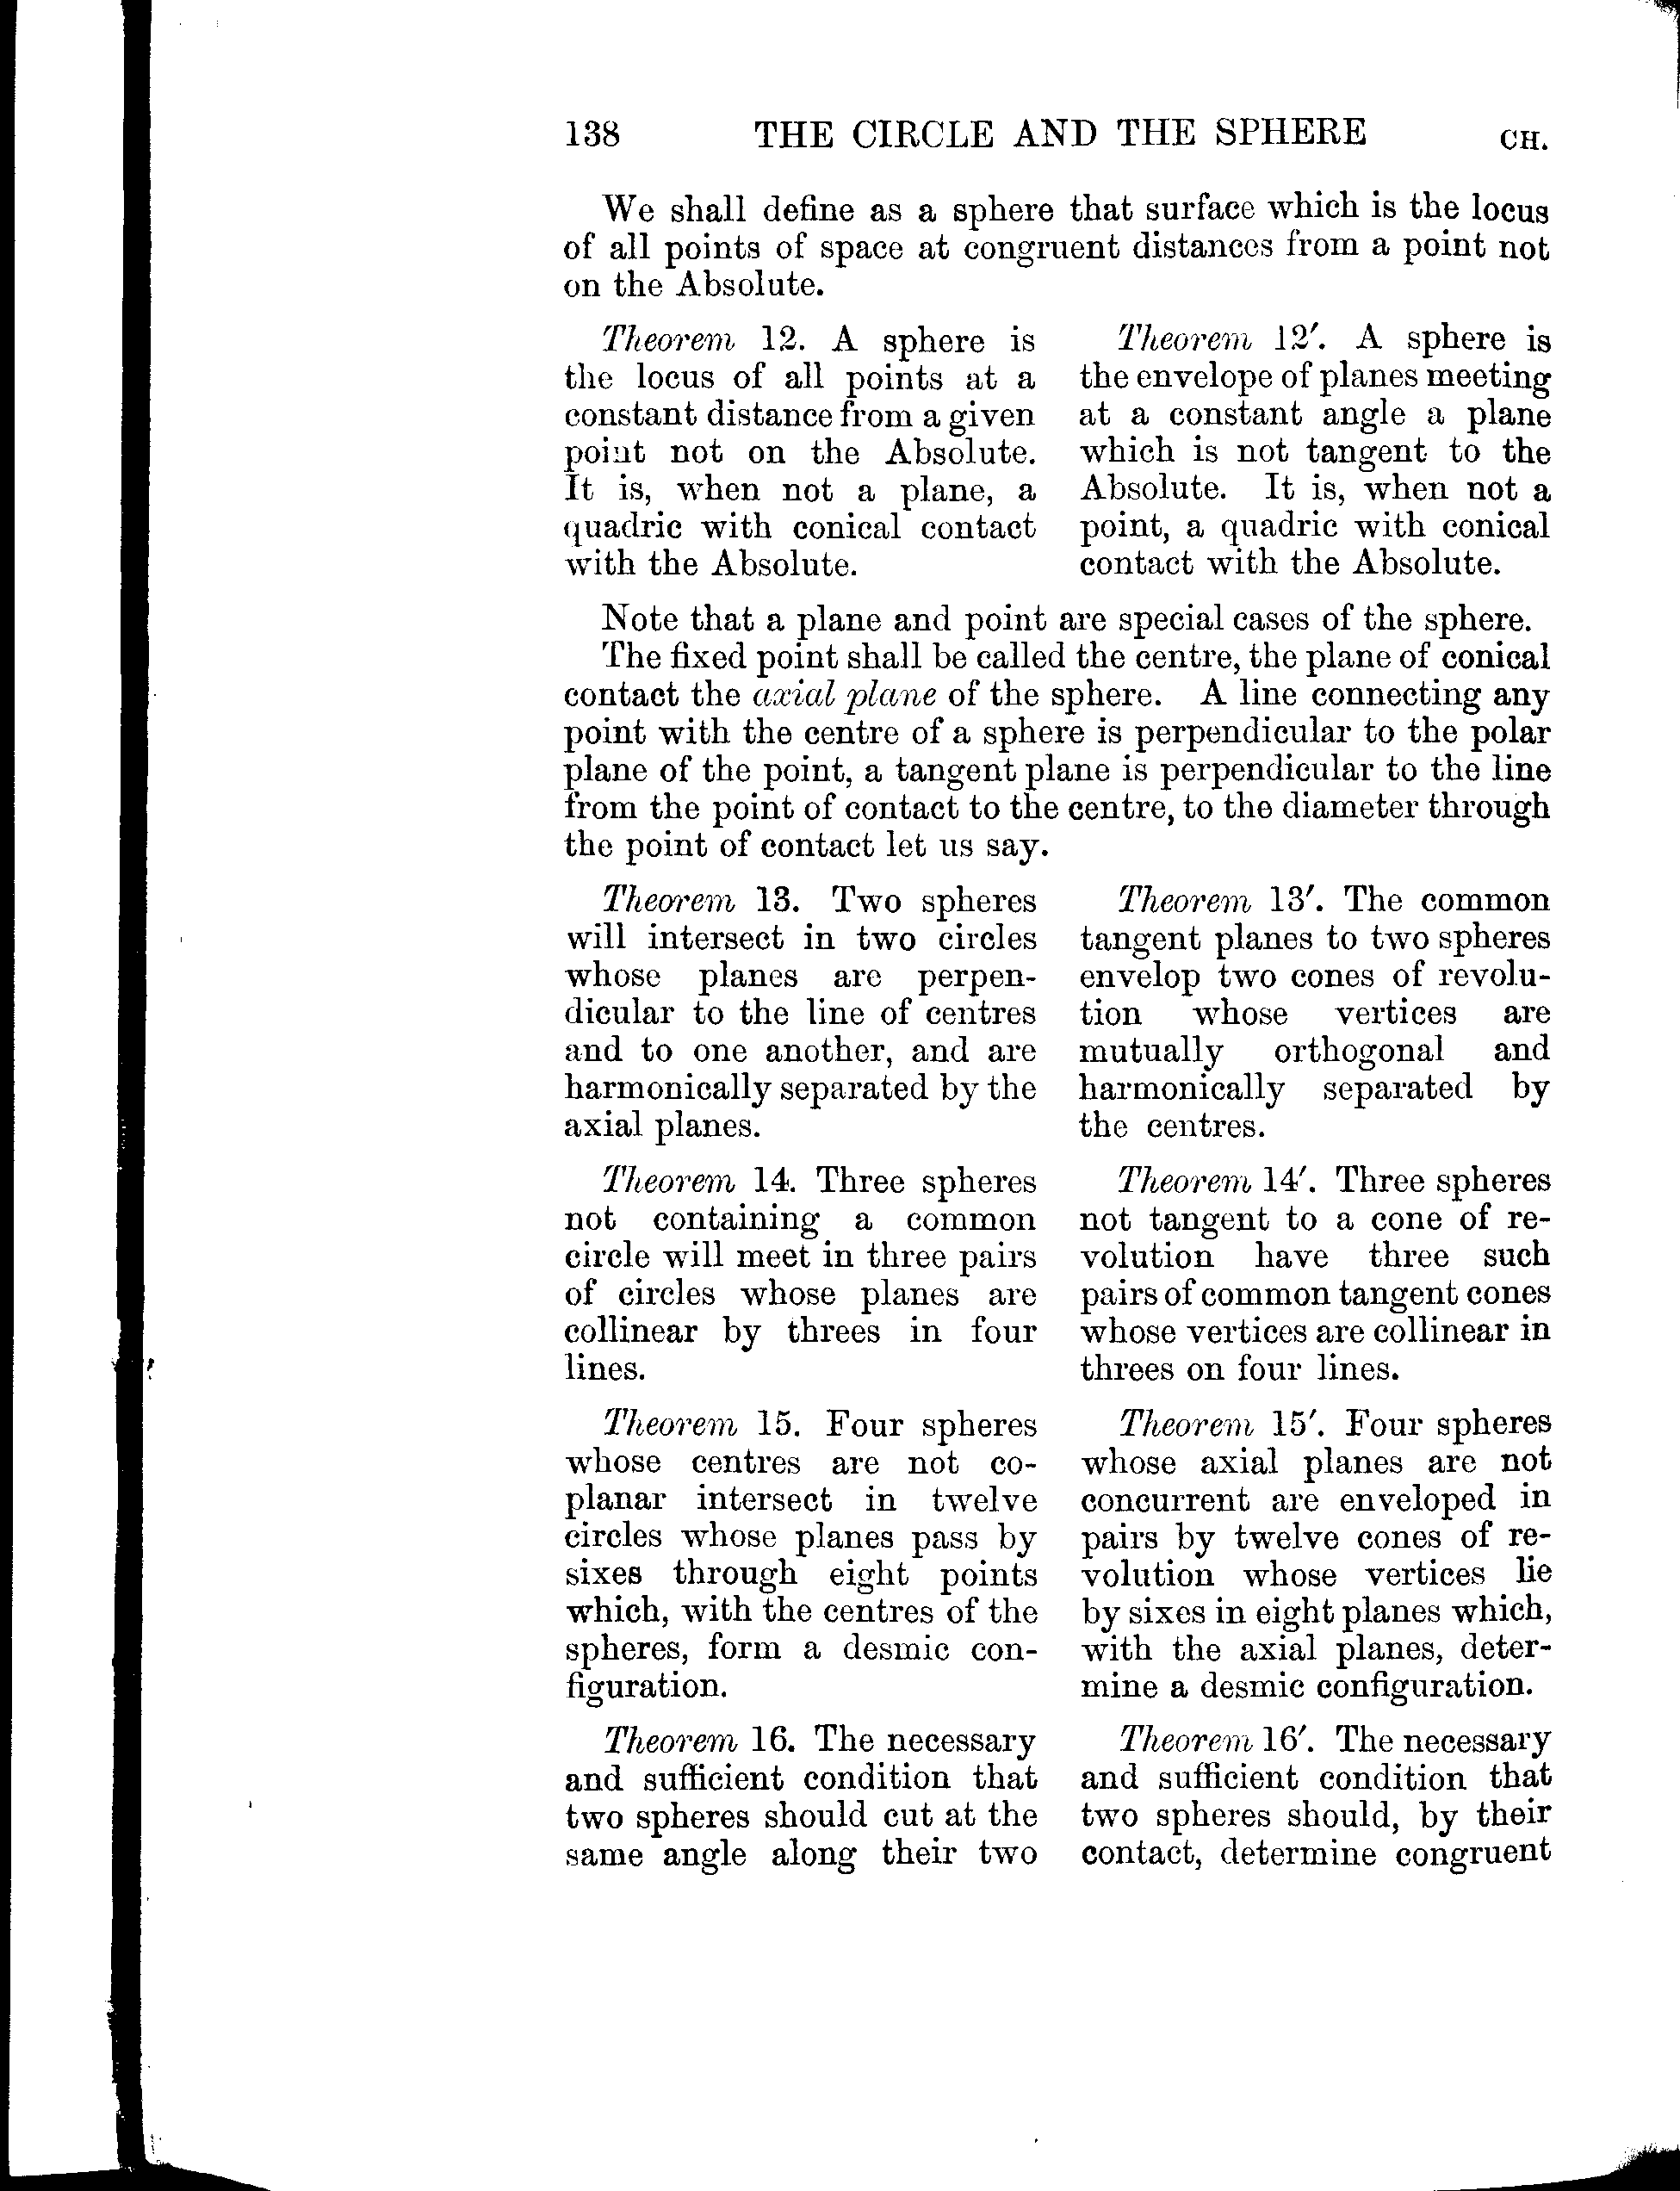 138 THE CIRCLE AND THE SPHERE CH.
We shall define as a sphere that surface which is the locus
of all points of space at congruent distances from a point not
on the Absolute.
Theorem 12. A sphere is
the locus of all points at a
constant distance from a given
point not on the Absolute.
It is, when not a plane, a
quadric with conical contact
with the Absolute.
Theorem 12′. A sphere is
the envelope of planes meeting
at a constant angle a plane
which is not tangent to the
Absolute. It is, when not a
point, a quadric with conical
contact with the Absolute.
Note that a plane and point are special cases of the sphere.
The fixed point shall be called the centre, the plane of conical
contact the axial plane of the sphere. A line connecting any
point with the centre of a sphere is perpendicular to the polar
plane of the point, a tangent plane is perpendicular to the line
from the point of contact to the centre, to the diameter through
the point of contact let us say.
Theorem 13. Two spheres
will intersect in two circles
whose planes are perpen-
dicular to the line of centres
and to one another, and are
harmonically separated by the
axial planes.
Theorem 13′. The common
tangent planes to two spheres
envelop two cones of revolu-
tion whose vertices are
mutually orthogonal and
harmonically separated by
the centres.
Theorem 14. Three spheres
not containing a common
circle will meet in three pairs
of circles whose planes are
collinear by threes in four
lines.
Theorem 14′. Three spheres
not tangent to a cone of re-
volution have three such
pairs of common tangent cones
whose vertices are collinear in
threes on four lines.
Theorem 15. Four spheres
whose centres are not co-
planar intersect in twelve
circles whose planes pass by
sixes through eight points
which, with the centres of the
spheres, form a desmic con-
figuration.
Theorem 15′. Four spheres
whose axial planes are not
concurrent are enveloped in
pairs by twelve cones of re-
volution whose vertices lie
by sixes in eight planes which,
with the axial planes, deter-
mine a desmic configuration.
Theorem 16. The necessary
and sufficient condition that
two spheres should cut at the
same angle along their two
Theorem 16′. The necessary
and sufficient condition that
two spheres should, by their
contact, determine congruent